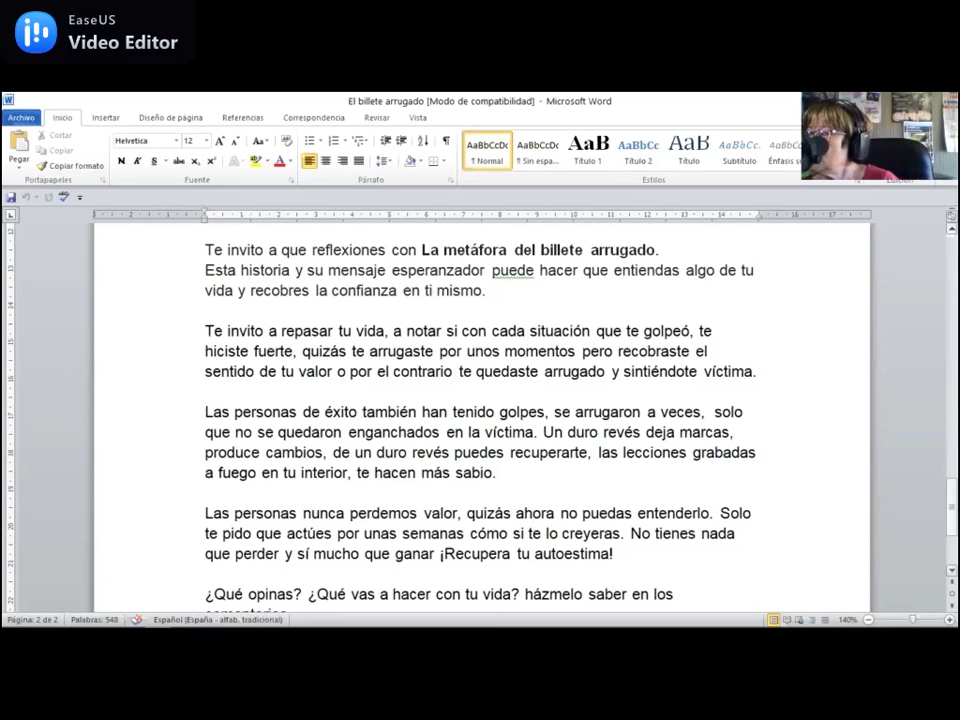 EaseUS
Video Editor
El billete arrugado [Modo de compatibilidad] - Microsoft Word
Archivo Inicio Insertar Diseño de página Referencias Correspondencia Revisar Vista
Pegar
Cortar
Copiar
Copiar formato
Portapapeles
Helvetica 12
Fuente
Párrafo
AaBbCcDc AaBbCcDc AaB AaBbCc AaB AaBbCc. AaBbCcDc
¶ Normal ¶ Sin espa... Título 1 Título 2 Título Subtítulo Énfasis su
Estilos
Te invito a que reflexiones con La metáfora del billete arrugado.
Esta historia y su mensaje esperanzador puede hacer que entiendas algo de tu
vida y recobres la confianza en ti mismo.
Te invito a repasar tu vida, a notar si con cada situación que te golpeó, te
hiciste fuerte, quizás te arrugaste por unos momentos pero recobraste el
sentido de tu valor o por el contrario te quedaste arrugado y sintiéndote víctima.
Las personas de éxito también han tenido golpes, se arrugaron a veces, solo
que no se quedaron enganchados en la víctima. Un duro revés deja marcas,
produce cambios, de un duro revés puedes recuperarte, las lecciones grabadas
a fuego en tu interior, te hacen más sabio.
Las personas nunca perdemos valor, quizás ahora no puedas entenderlo. Solo
te pido que actúes por unas semanas cómo si te lo creyeras. No tienes nada
que perder y sí mucho que ganar ¡Recupera tu autoestima!
¿Qué opinas? ¿Qué vas a hacer con tu vida? házmelo saber en los
Página: 2 de 2 Palabras: 548 Español (España - alfab. tradicional) 140%